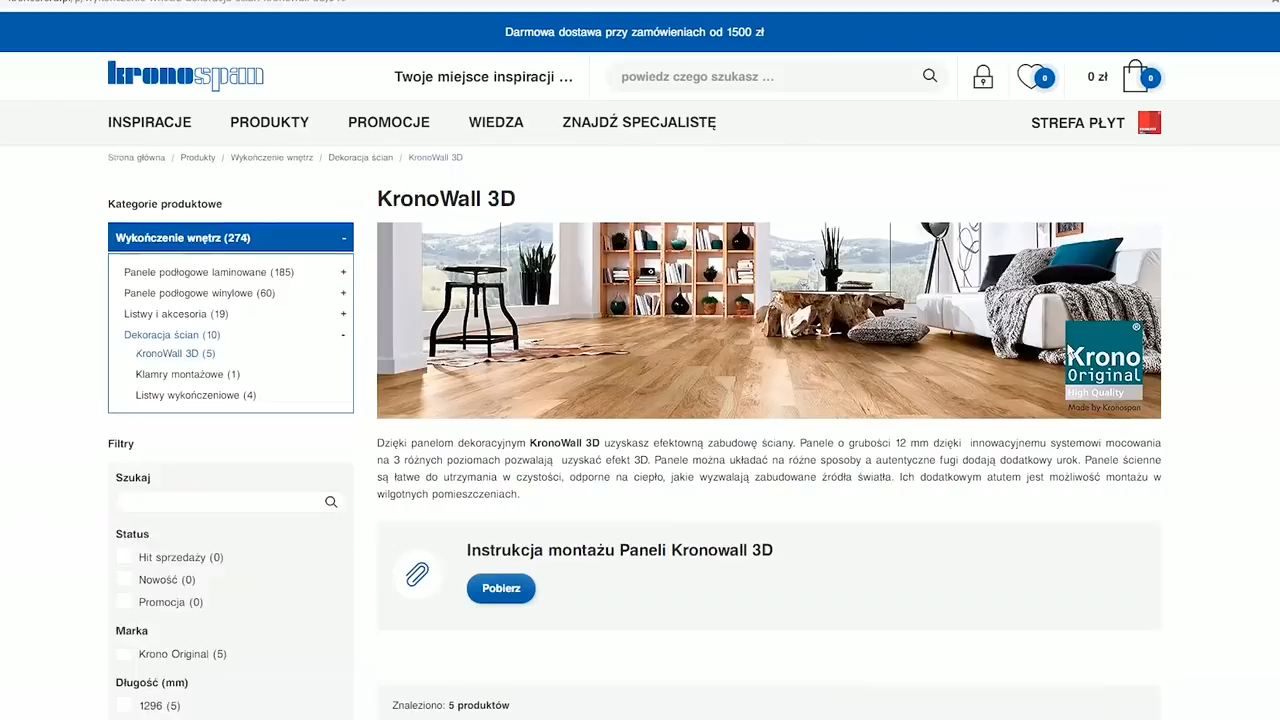 Darmowa dostawa przy zamówieniach od 1500 zł
kronospan
Twoje miejsce inspiracji ...
powiedz czego szukasz ...
0
0 zł
0
INSPIRACJE
PRODUKTY
PROMOCJE
WIEDZA
ZNAJDŹ SPECJALISTĘ
STREFA PŁYT
Strona główna / Produkty / Wykończenie wnętrz / Dekoracja ścian / KronoWall 3D
Kategorie produktowe
Wykończenie wnętrz (274) -
Panele podłogowe laminowane (185) +
Panele podłogowe winylowe (60) +
Listwy i akcesoria (19) +
Dekoracja ścian (10) -
KronoWall 3D (5)
Klamry montażowe (1)
Listwy wykończeniowe (4)
Filtry
Szukaj
Status
Hit sprzedaży (0)
Nowość (0)
Promocja (0)
Marka
Krono Original (5)
Długość (mm)
1296 (5)
KronoWall 3D
Krono
Original
®
High Quality
Made by Kronospan
Dzięki panelom dekoracyjnym KronoWall 3D uzyskasz efektowną zabudowę ściany. Panele o grubości 12 mm dzięki innowacyjnemu systemowi mocowania
na 3 różnych poziomach pozwalają uzyskać efekt 3D. Panele można układać na różne sposoby a autentyczne fugi dodają dodatkowy urok. Panele ścienne
są łatwe do utrzymania w czystości, odporne na ciepło, jakie wyzwalają zabudowane źródła światła. Ich dodatkowym atutem jest możliwość montażu w
wilgotnych pomieszczeniach.
Instrukcja montażu Paneli Kronowall 3D
Pobierz
Znaleziono: 5 produktów